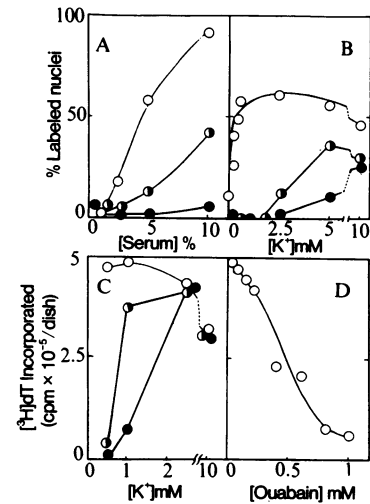 A
B
% Labeled nuclei
100
50
0
0
5
10
[Serum] %
0
2.5
5
10
[K⁺]mM
C
D
[³H]dT Incorporated
(cpm × 10⁻⁵/dish)
5
2.5
0
0
1
2
10
[K⁺]mM
0
0.5
1
[Ouabain] mM